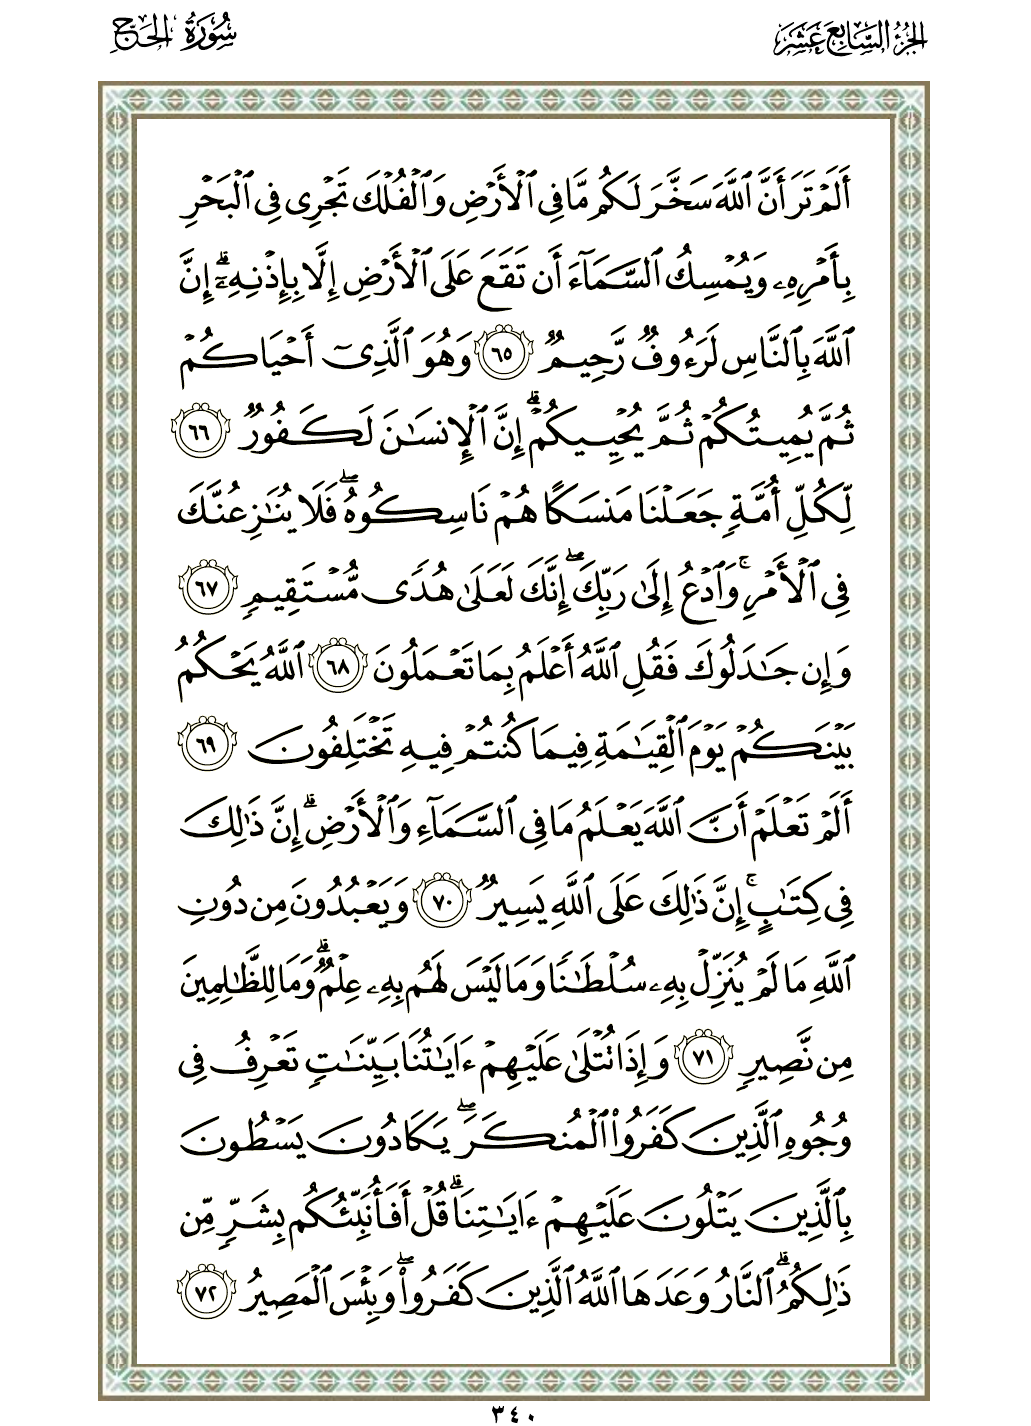 الجزء السابع عشر
سورة الحج
أَلَمْ تَرَ أَنَّ ٱللَّهَ سَخَّرَ لَكُم مَّا فِى ٱلْأَرْضِ وَٱلْفُلْكَ تَجْرِى فِى ٱلْبَحْرِ
بِأَمْرِهِۦ وَيُمْسِكُ ٱلسَّمَآءَ أَن تَقَعَ عَلَى ٱلْأَرْضِ إِلَّا بِإِذْنِهِۦٓ ۗ إِنَّ
ٱللَّهَ بِٱلنَّاسِ لَرَءُوفٌ رَّحِيمٌ ٦٥ وَهُوَ ٱلَّذِىٓ أَحْيَاكُمْ
ثُمَّ يُمِيتُكُمْ ثُمَّ يُحْيِيكُمْ ۗ إِنَّ ٱلْإِنسَـٰنَ لَكَفُورٌ ٦٦
لِّكُلِّ أُمَّةٍ جَعَلْنَا مَنسَكًا هُمْ نَاسِكُوهُ ۖ فَلَا يُنَـٰزِعُنَّكَ
فِى ٱلْأَمْرِ ۚ وَٱدْعُ إِلَىٰ رَبِّكَ ۖ إِنَّكَ لَعَلَىٰ هُدًى مُّسْتَقِيمٍ ٦٧
وَإِن جَـٰدَلُوكَ فَقُلِ ٱللَّهُ أَعْلَمُ بِمَا تَعْمَلُونَ ٦٨ ٱللَّهُ يَحْكُمُ
بَيْنَكُمْ يَوْمَ ٱلْقِيَـٰمَةِ فِيمَا كُنتُمْ فِيهِ تَخْتَلِفُونَ ٦٩
أَلَمْ تَعْلَمْ أَنَّ ٱللَّهَ يَعْلَمُ مَا فِى ٱلسَّمَآءِ وَٱلْأَرْضِ ۗ إِنَّ ذَٰلِكَ
فِى كِتَـٰبٍ ۚ إِنَّ ذَٰلِكَ عَلَى ٱللَّهِ يَسِيرٌ ٧٠ وَيَعْبُدُونَ مِن دُونِ
ٱللَّهِ مَا لَمْ يُنَزِّلْ بِهِۦ سُلْطَـٰنًا وَمَا لَيْسَ لَهُم بِهِۦ عِلْمٌ ۗ وَمَا لِلظَّـٰلِمِينَ
مِن نَّصِيرٍ ٧١ وَإِذَا تُتْلَىٰ عَلَيْهِمْ ءَايَـٰتُنَا بَيِّنَـٰتٍ تَعْرِفُ فِى
وُجُوهِ ٱلَّذِينَ كَفَرُوا۟ ٱلْمُنكَرَ ۖ يَكَادُونَ يَسْطُونَ
بِٱلَّذِينَ يَتْلُونَ عَلَيْهِمْ ءَايَـٰتِنَا ۗ قُلْ أَفَأُنَبِّئُكُم بِشَرٍّ مِّن
ذَٰلِكُمُ ۗ ٱلنَّارُ وَعَدَهَا ٱللَّهُ ٱلَّذِينَ كَفَرُوا۟ ۖ وَبِئْسَ ٱلْمَصِيرُ ٧٢
٣٤٠